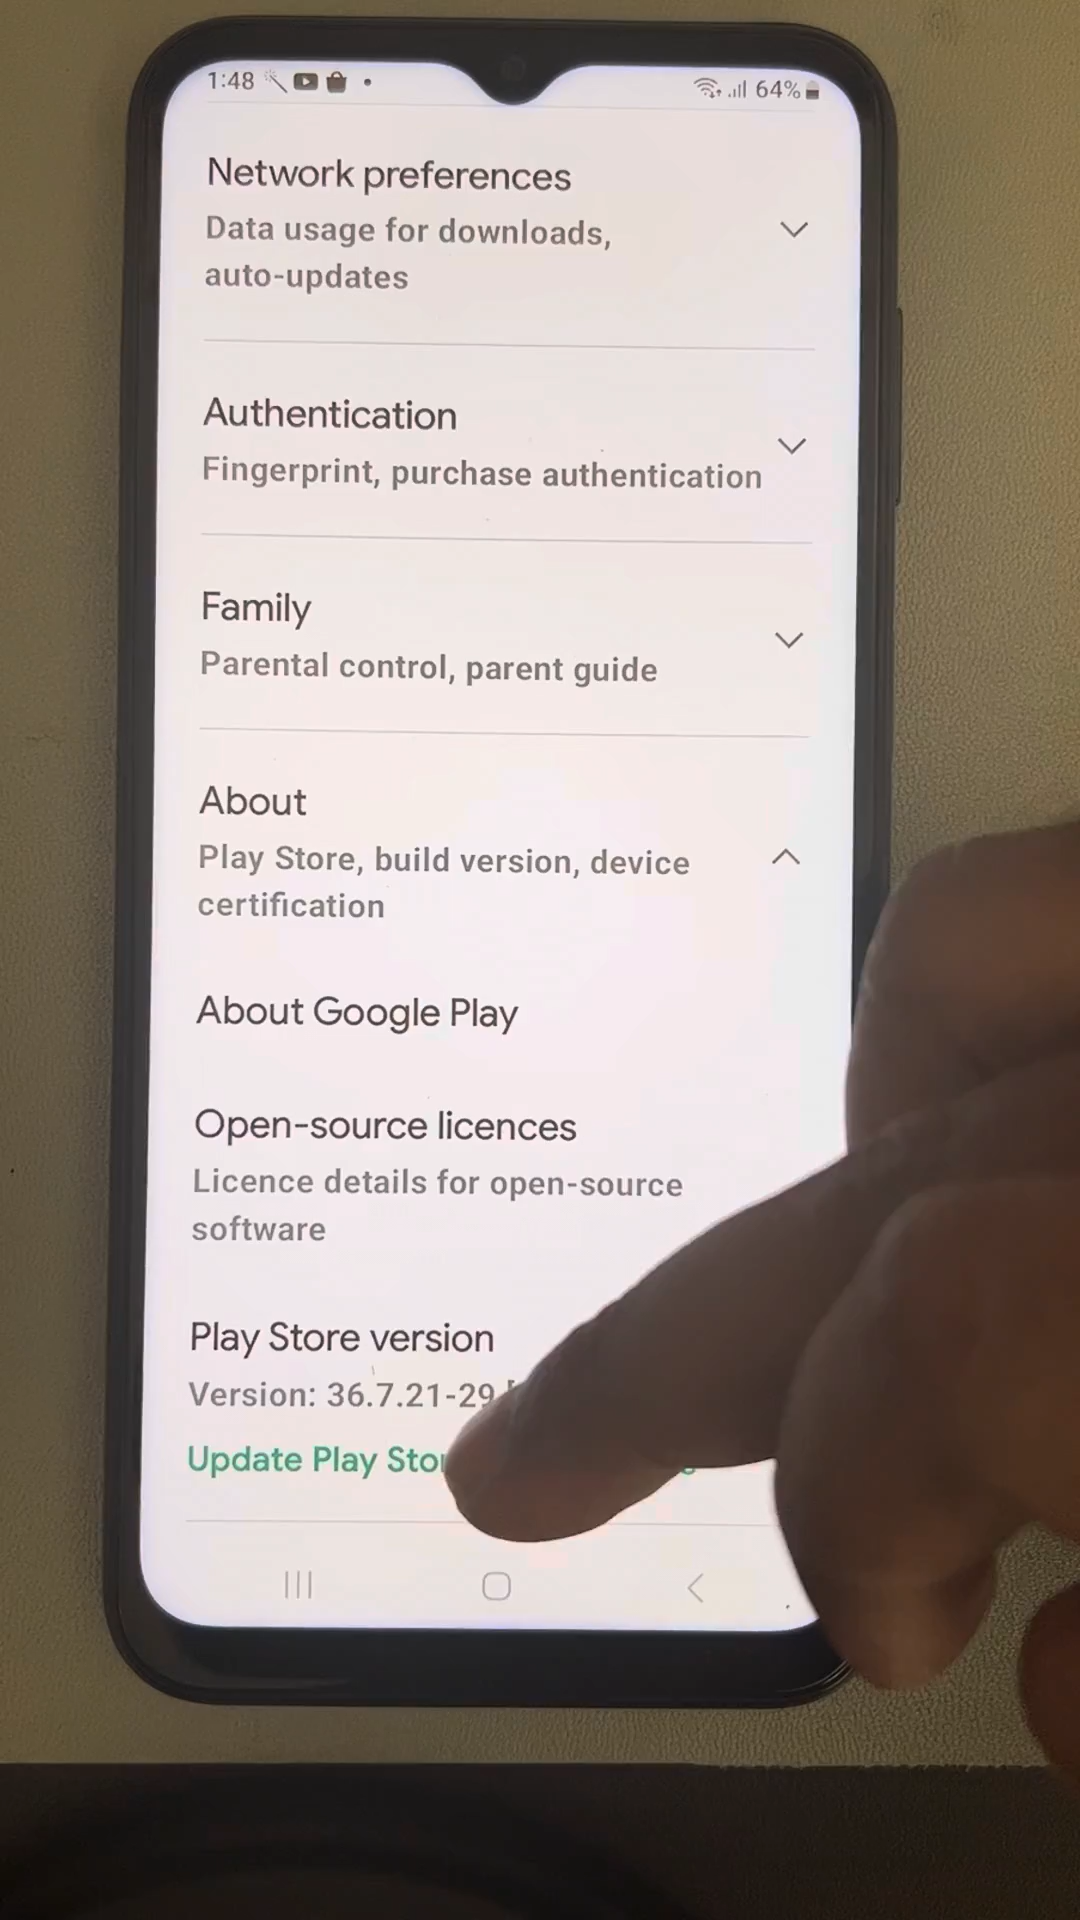 1:48
64%
Network preferences
Data usage for downloads,
auto-updates
Authentication
Fingerprint, purchase authentication
Family
Parental control, parent guide
About
Play Store, build version, device
certification
About Google Play
Open-source licences
Licence details for open-source
software
Play Store version
Version: 36.7.21-29
Update Play